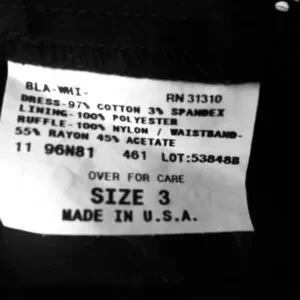 BLA-WHI- RN 31310
DRESS-97% COTTON 3% SPANDEX
LINING-100% POLYESTER
RUFFLE-100% NYLON / WAISTBAND-
55% RAYON 45% ACETATE
11 96N81 461 LOT:53848B
OVER FOR CARE
SIZE 3
MADE IN U.S.A.